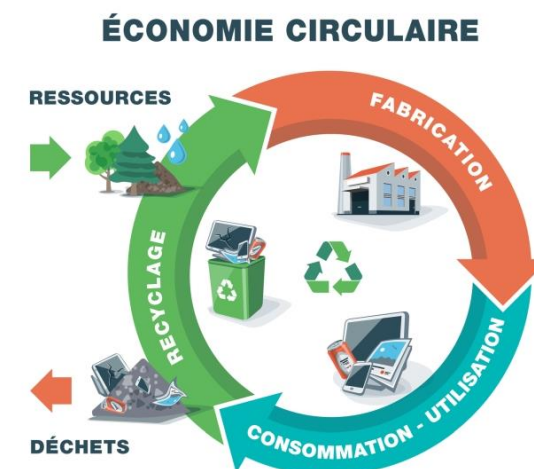 ÉCONOMIE CIRCULAIRE
RESSOURCES
FABRICATION
RECYCLAGE
CONSOMMATION - UTILISATION
DÉCHETS